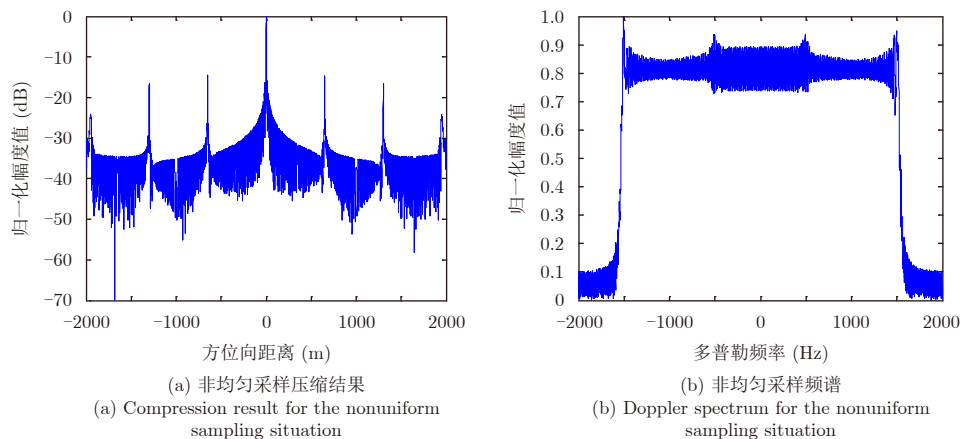 0
−10
−20
−30
−40
−50
−60
−70
归一化幅度值 (dB)
−2000
−1000
0
1000
2000
方位向距离 (m)
(a) 非均匀采样压缩结果
(a) Compression result for the nonuniform
sampling situation
1.0
0.9
0.8
0.7
0.6
0.5
0.4
0.3
0.2
0.1
0
归一化幅度值
−2000
−1000
0
1000
2000
多普勒频率 (Hz)
(b) 非均匀采样频谱
(b) Doppler spectrum for the nonuniform
sampling situation